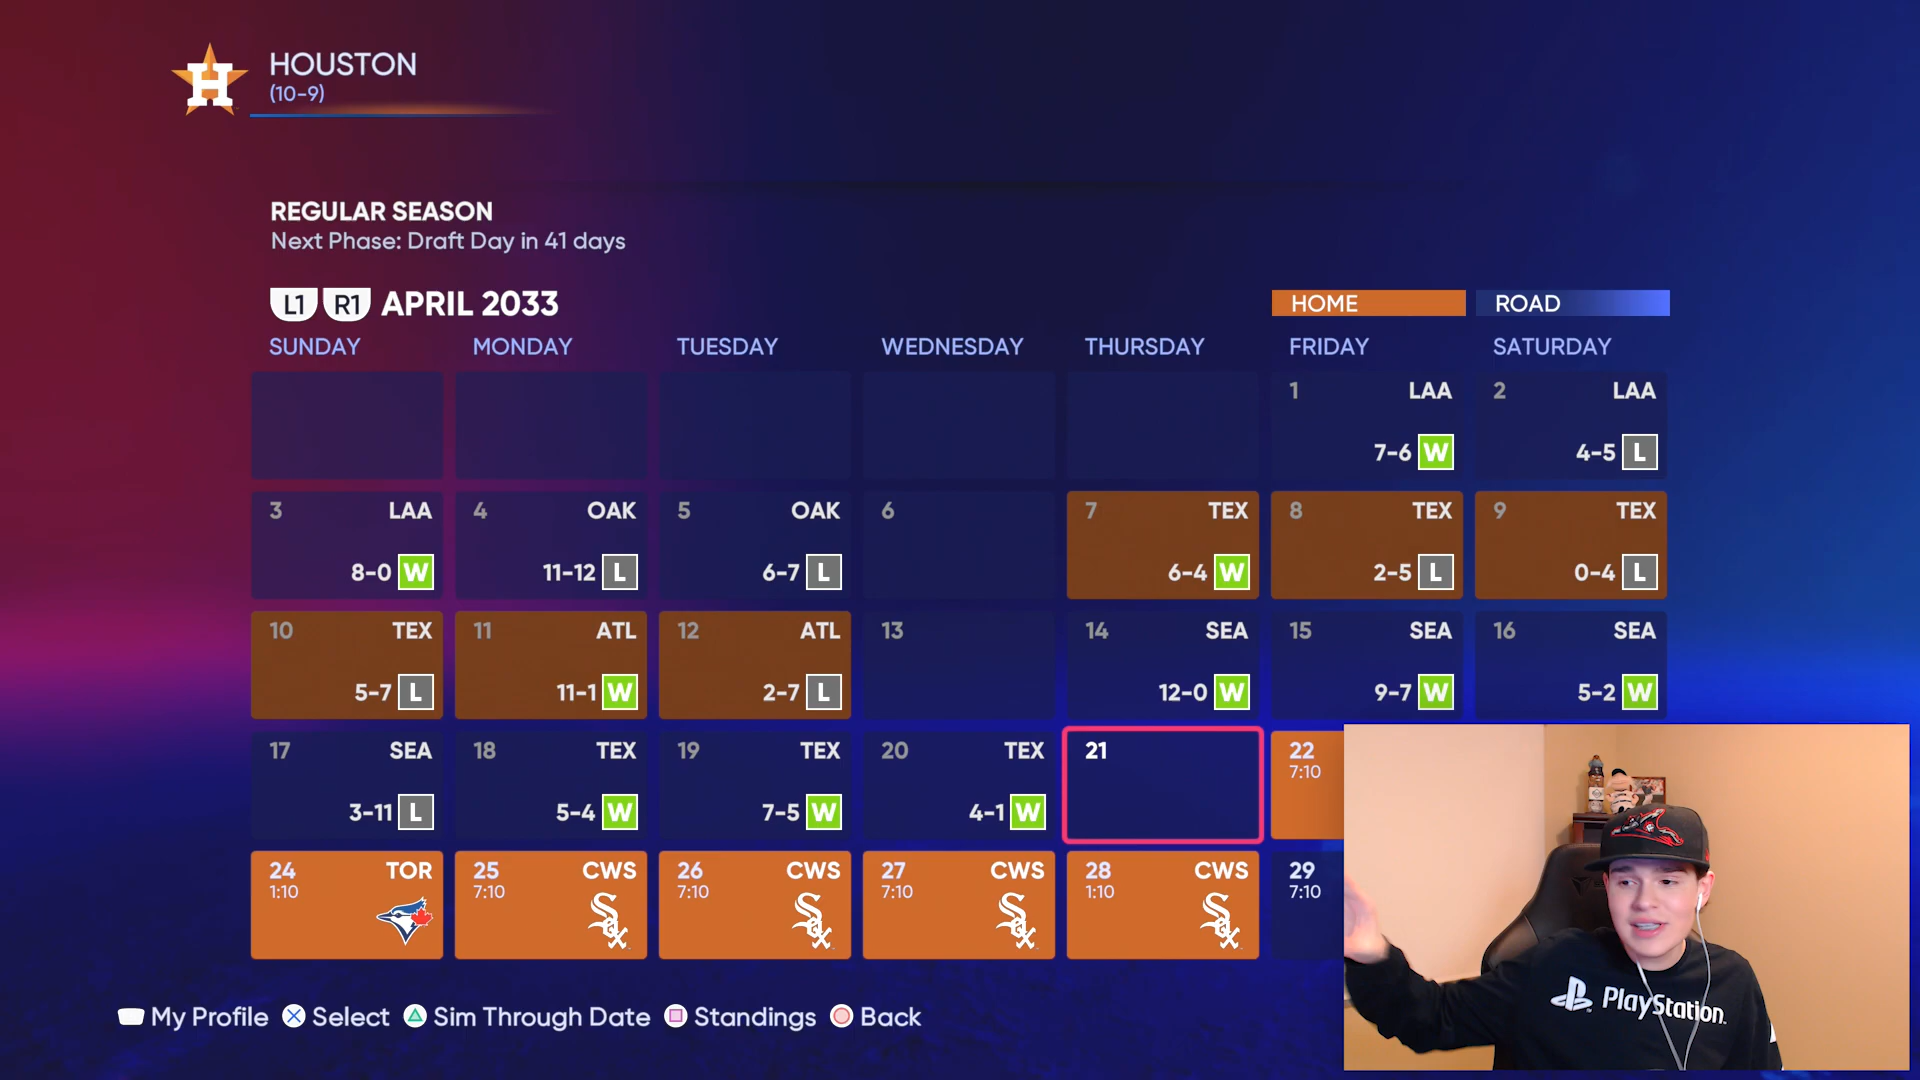 HOUSTON
(10-9)
REGULAR SEASON
Next Phase: Draft Day in 41 days
L1 R1 APRIL 2033
HOME ROAD
SUNDAY MONDAY TUESDAY WEDNESDAY THURSDAY FRIDAY SATURDAY
1 LAA 2 LAA
7-6 W 4-5 L
3 LAA 4 OAK 5 OAK 6 7 TEX 8 TEX 9 TEX
8-0 W 11-12 L 6-7 L 6-4 W 2-5 L 0-4 L
10 TEX 11 ATL 12 ATL 13 14 SEA 15 SEA 16 SEA
5-7 L 11-1 W 2-7 L 12-0 W 9-7 W 5-2 W
17 SEA 18 TEX 19 TEX 20 TEX 21 22
7:10
3-11 L 5-4 W 7-5 W 4-1 W
24 TOR 25 CWS 26 CWS 27 CWS 28 CWS 29
1:10 7:10 7:10 7:10 1:10 7:10
My Profile Select Sim Through Date Standings Back
PlayStation